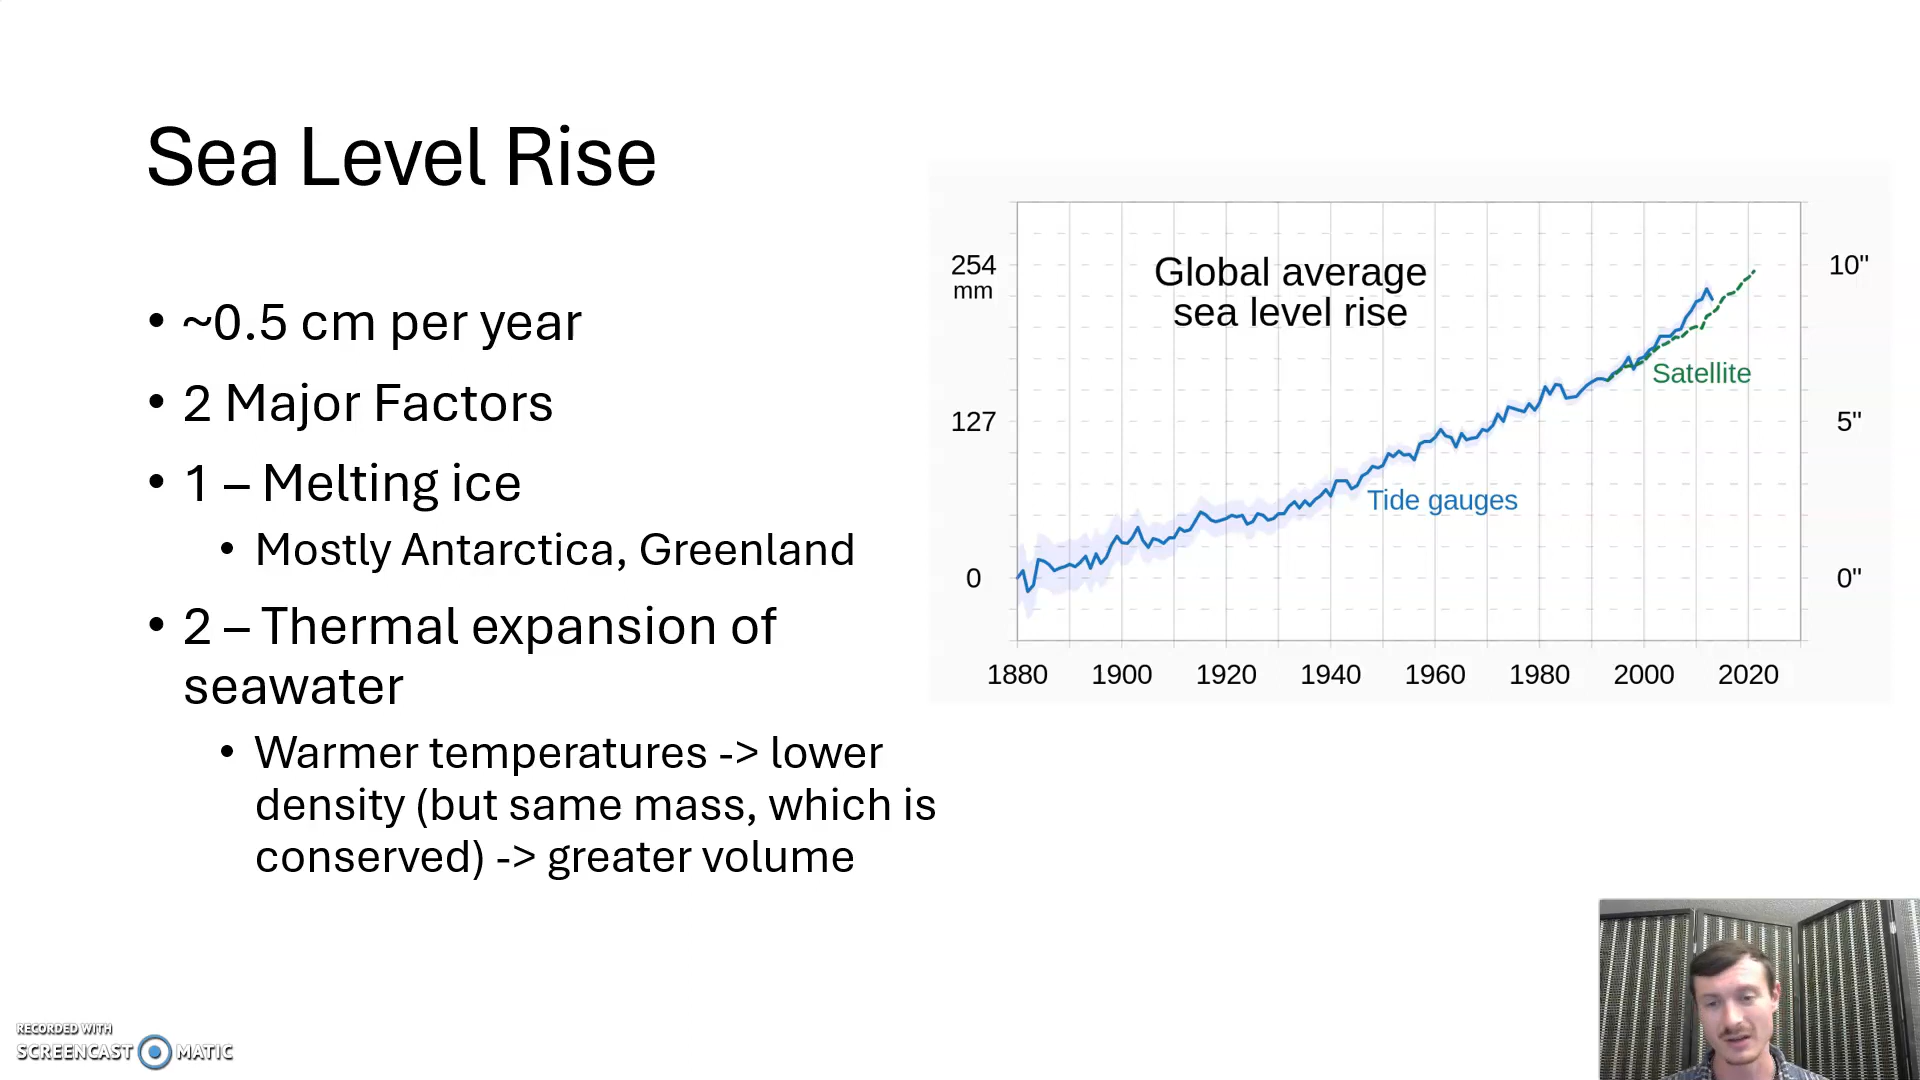 Sea Level Rise
• ~0.5 cm per year
• 2 Major Factors
• 1 – Melting ice
• Mostly Antarctica, Greenland
• 2 – Thermal expansion of
seawater
• Warmer temperatures -> lower
density (but same mass, which is
conserved) -> greater volume
Global average
sea level rise
254
mm
127
0
10"
5"
0"
Satellite
Tide gauges
1880 1900 1920 1940 1960 1980 2000 2020
RECORDED WITH
SCREENCAST MATIC